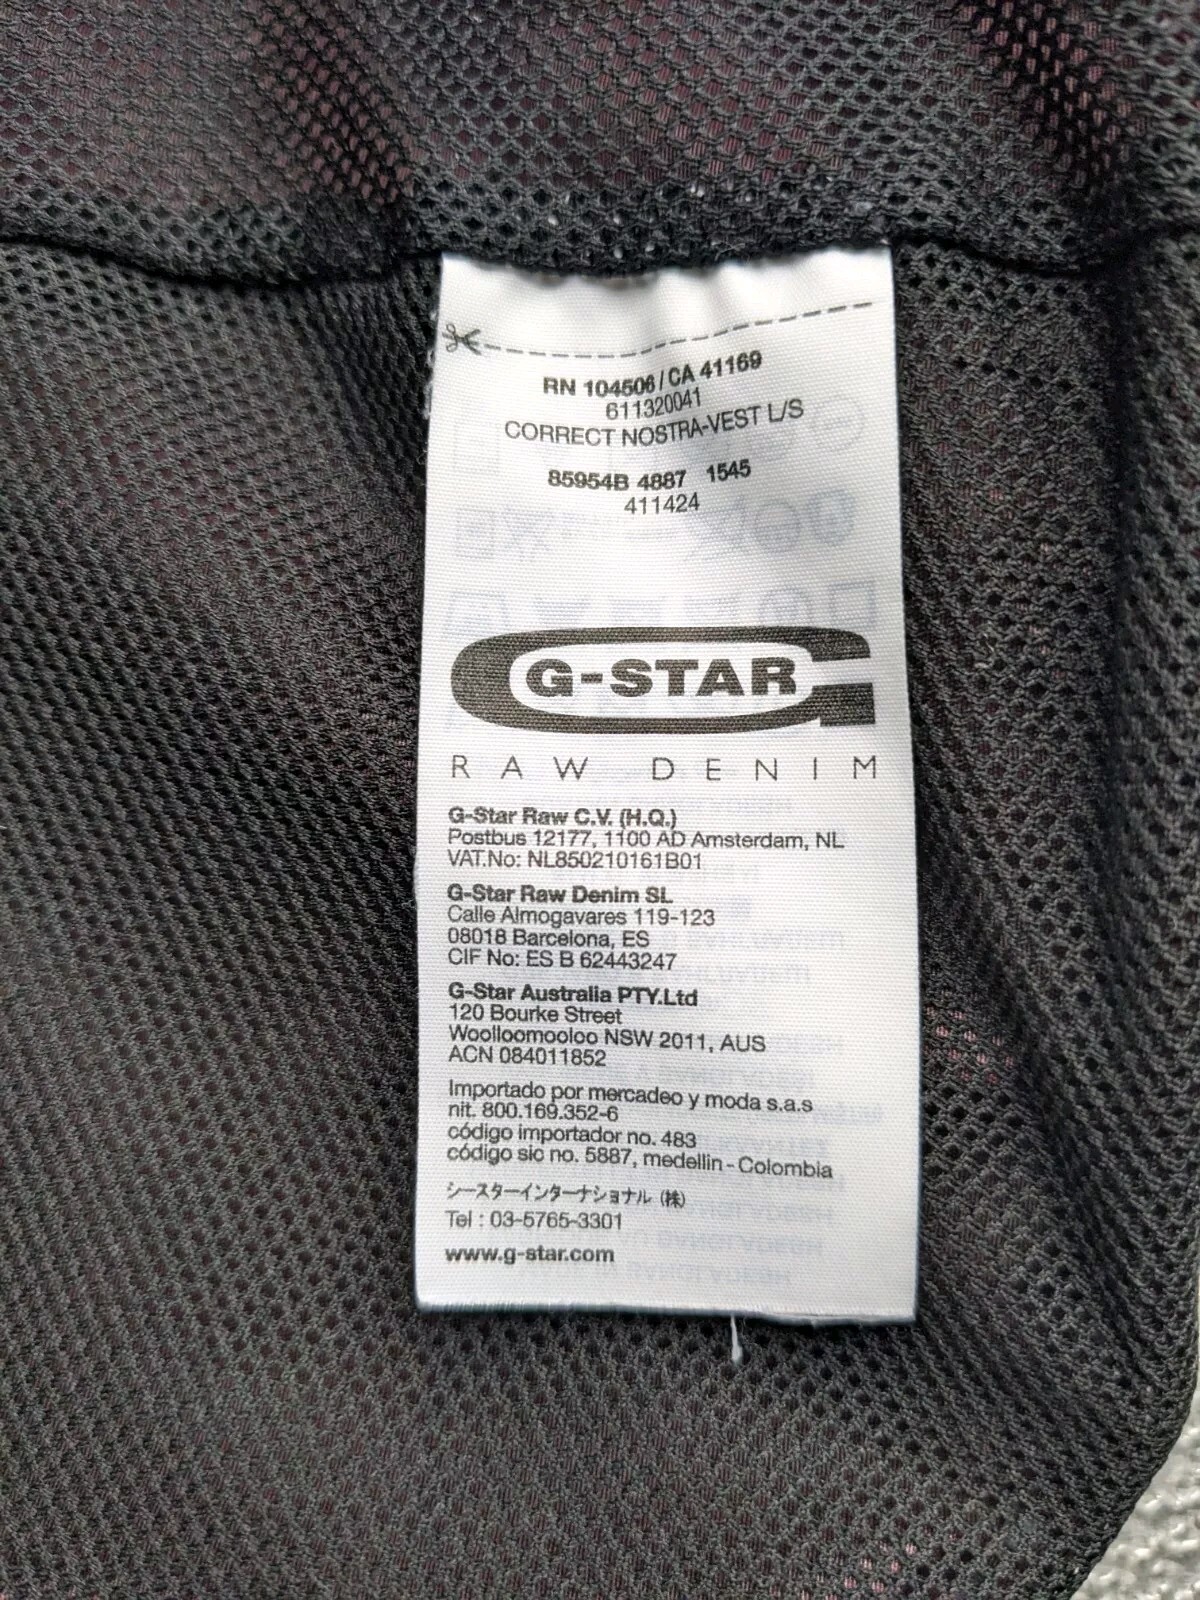 RN 104506/CA 41169
611320041
CORRECT NOSTRA-VEST L/S
85954B 4887 1545
411424
G-STAR
RAW DENIM
G-Star Raw C.V. (H.Q.)
Postbus 12177, 1100 AD Amsterdam, NL
VAT.No: NL850210161B01
G-Star Raw Denim SL
Calle Almogavares 119-123
08018 Barcelona, ES
CIF No: ES B 62443247
G-Star Australia PTY.Ltd
120 Bourke Street
Woolloomooloo NSW 2011, AUS
ACN 084011852
Importado por mercadeo y moda s.a.s
nit. 800.169.352-6
código importador no. 483
código sic no. 5887, medellin - Colombia
ジースターインターナショナル (株)
Tel : 03-5765-3301
www.g-star.com